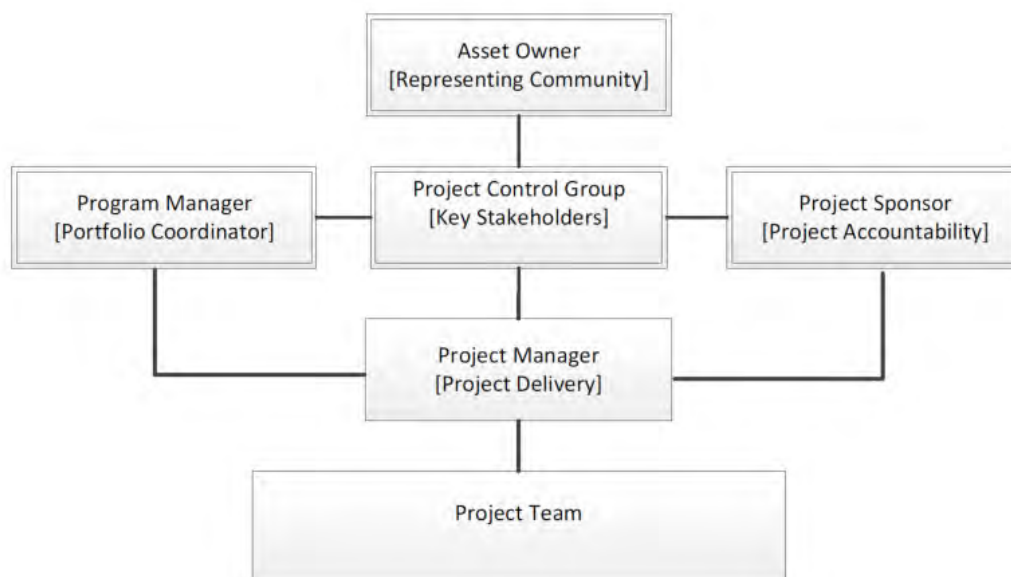 Asset Owner
[Representing Community]
Program Manager
[Portfolio Coordinator]
Project Control Group
[Key Stakeholders]
Project Sponsor
[Project Accountability]
Project Manager
[Project Delivery]
Project Team